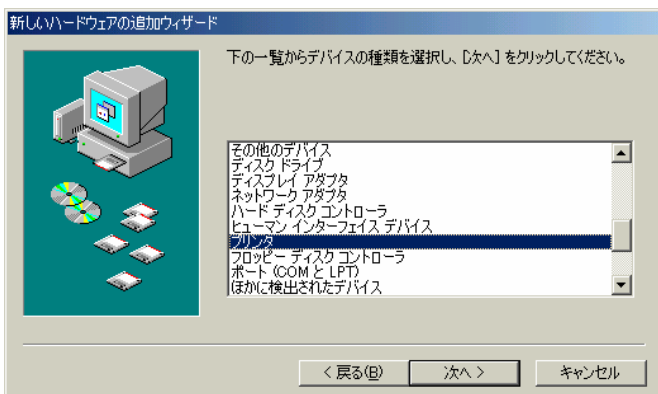 新しいハードウェアの追加ウィザード
下の一覧からデバイスの種類を選択し、[次へ] をクリックしてください。
その他のデバイス
ディスク ドライブ
ディスプレイ アダプタ
ネットワーク アダプタ
ハード ディスク コントローラ
ヒューマン インターフェイス デバイス
プリンタ
フロッピー ディスク コントローラ
ポート (COM と LPT)
ほかに検出されたデバイス
< 戻る(B)
次へ >
キャンセル